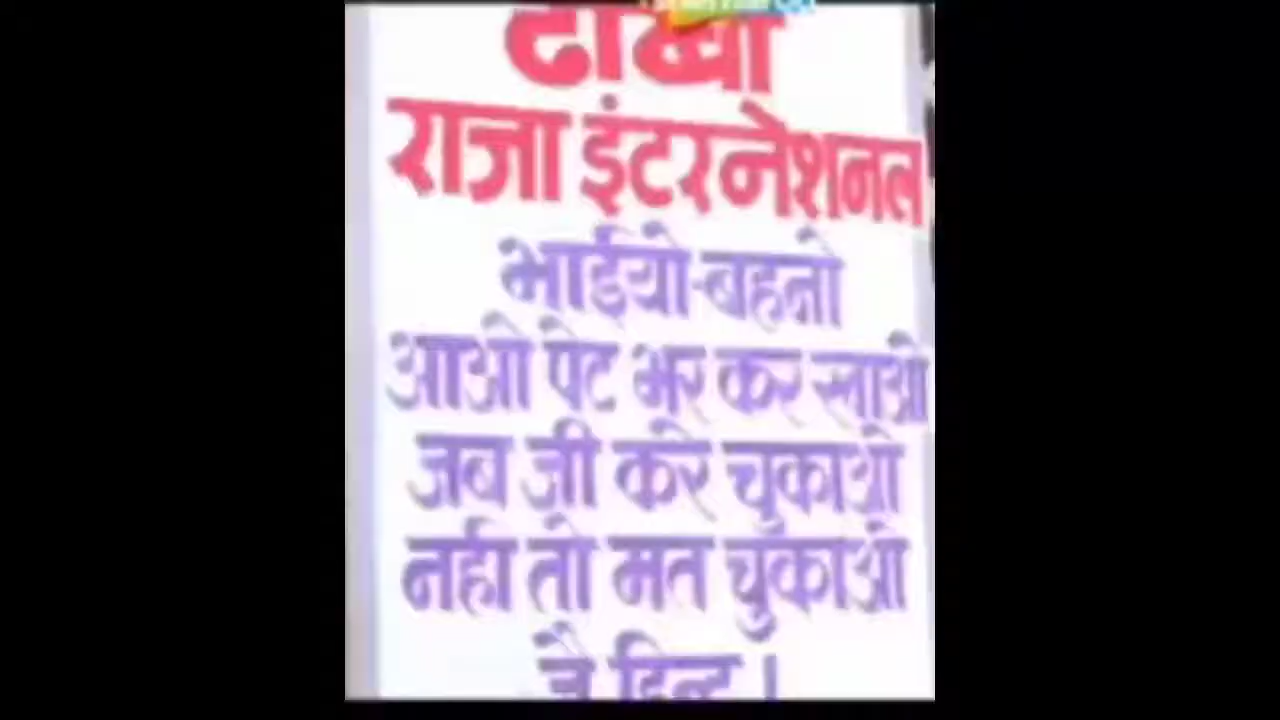 राजा इंटरनेशनल
भाईयो-बहनो
आओ पेट भर कर खाओ
जब जी करे चुकाओ
नही तो मत चुकाओ
जै हिन्द ।